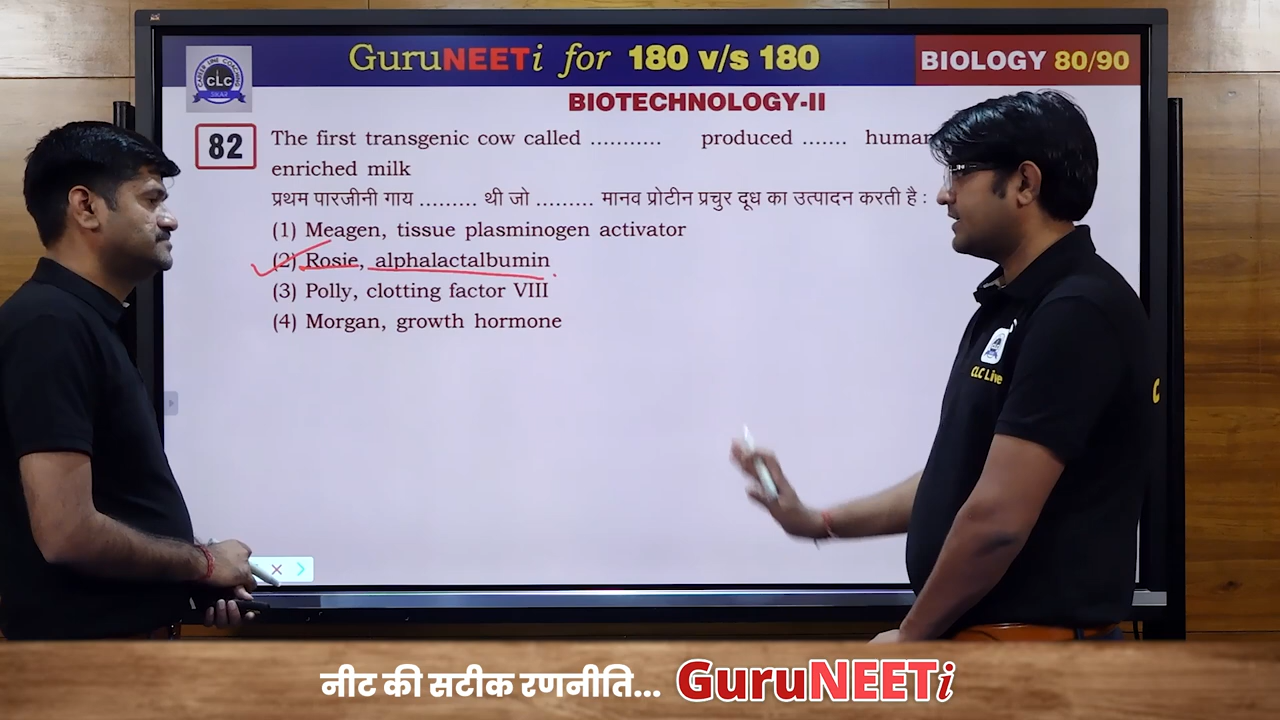 GuruNEETi for 180 v/s 180
BIOLOGY 80/90
CLC
SIKAR
BIOTECHNOLOGY-II
82
The first transgenic cow called ........... produced ....... human
enriched milk
प्रथम पारजीनी गाय ......... थी जो ......... मानव प्रोटीन प्रचुर दूध का उत्पादन करती है :
(1) Meagen, tissue plasminogen activator
(2) Rosie, alphalactalbumin
(3) Polly, clotting factor VIII
(4) Morgan, growth hormone
CLC Live
नीट की सटीक रणनीति... GuruNEETi